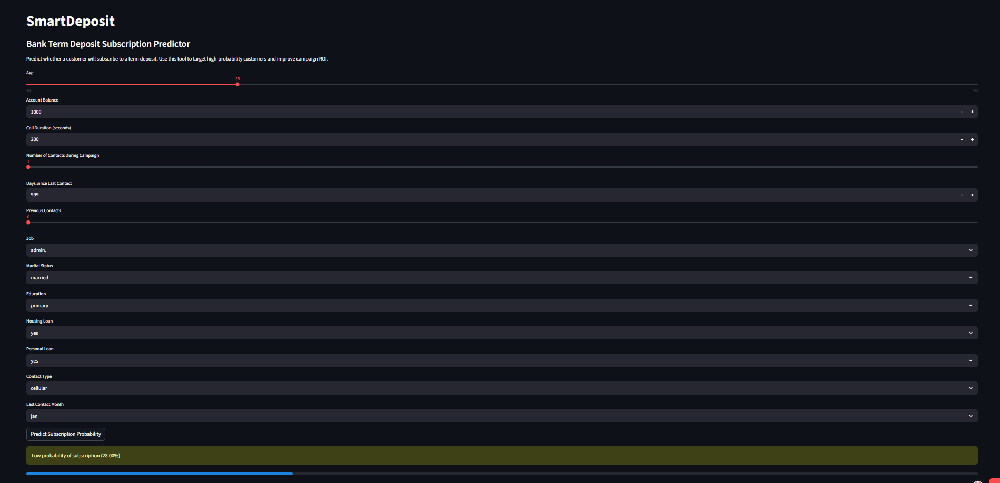 SmartDeposit
Bank Term Deposit Subscription Predictor
Predict whether a customer will subscribe to a term deposit. Use this tool to target high-probability customers and improve campaign ROI.
Age
35
18 95
Account Balance
1000
Call Duration (seconds)
200
Number of Contacts During Campaign
1
Days Since Last Contact
999
Previous Contacts
0
Job
admin.
Marital Status
married
Education
primary
Housing Loan
yes
Personal Loan
yes
Contact Type
cellular
Last Contact Month
jan
Predict Subscription Probability
Low probability of subscription (28.00%)